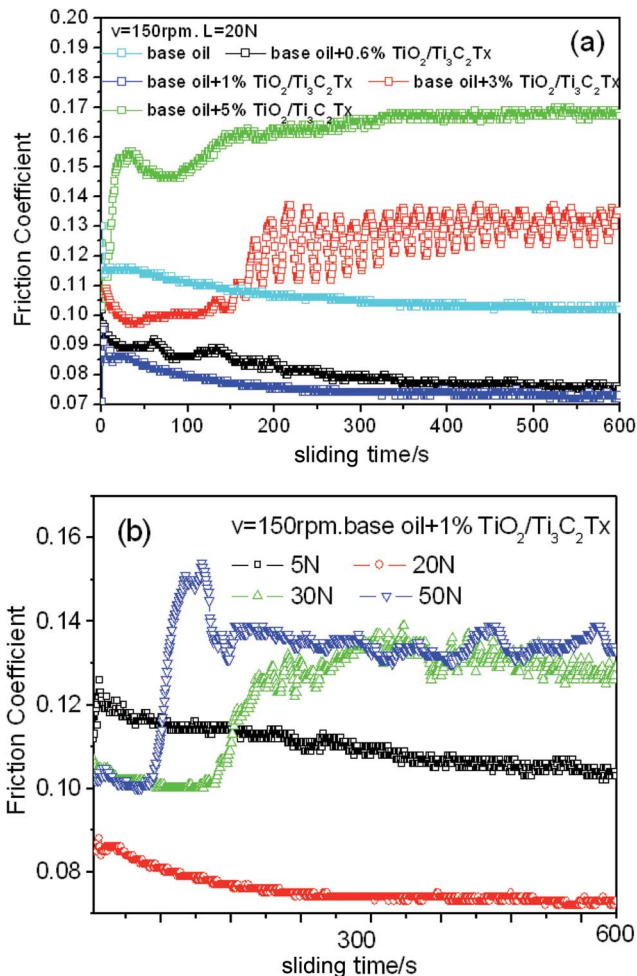 0.20
0.19
0.18
0.17
0.16
0.15
0.14
0.13
0.12
0.11
0.10
0.09
0.08
0.07
Friction Coefficient
v=150rpm. L=20N
(a)
base oil
base oil+0.6% TiO2/Ti3C2Tx
base oil+1% TiO2/Ti3C2Tx
base oil+3% TiO2/Ti3C2Tx
base oil+5% TiO2/Ti3C2Tx
0 100 200 300 400 500 600
sliding time/s
0.16
0.14
0.12
0.10
0.08
Friction Coefficient
(b)
v=150rpm.base oil+1% TiO2/Ti3C2Tx
5N 20N
30N 50N
300 600
sliding time/s